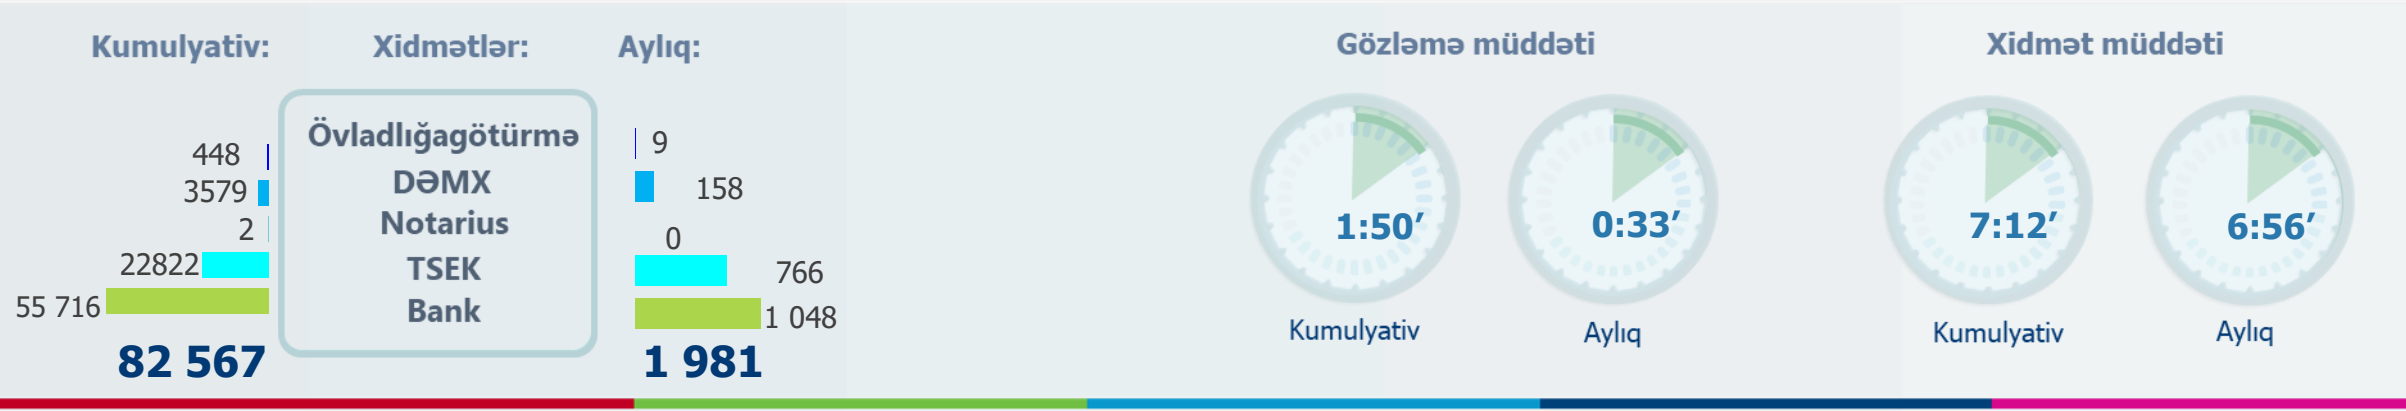 Kumulyativ: Xidmətlər: Aylıq: Gözləmə müddəti Xidmət müddəti
448 Övladlığagötürmə 9
3579 DƏMX 158
2 Notarius 0
22822 TSEK 766
55 716 Bank 1 048
82 567 1 981
1:50’ 0:33’ 7:12’ 6:56’
Kumulyativ Aylıq Kumulyativ Aylıq